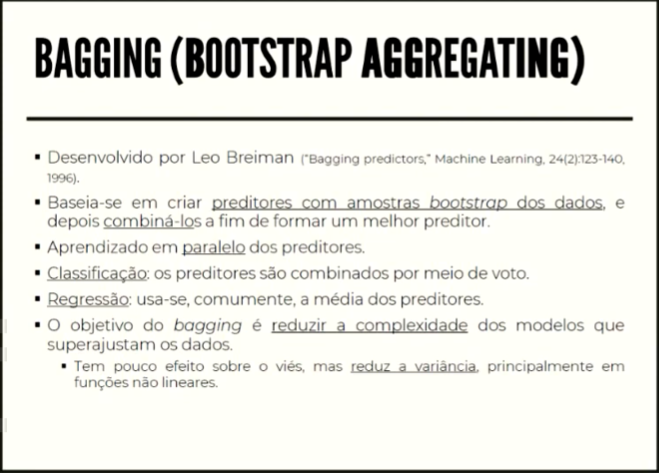 BAGGING (BOOTSTRAP AGGREGATING)
▪ Desenvolvido por Leo Breiman ("Bagging predictors," Machine Learning, 24(2):123-140,
1996).
▪ Baseia-se em criar preditores com amostras bootstrap dos dados, e
depois combiná-los a fim de formar um melhor preditor.
▪ Aprendizado em paralelo dos preditores.
▪ Classificação: os preditores são combinados por meio de voto.
▪ Regressão: usa-se, comumente, a média dos preditores.
▪ O objetivo do bagging é reduzir a complexidade dos modelos que
superajustam os dados.
▪ Tem pouco efeito sobre o viés, mas reduz a variância, principalmente em
funções não lineares.